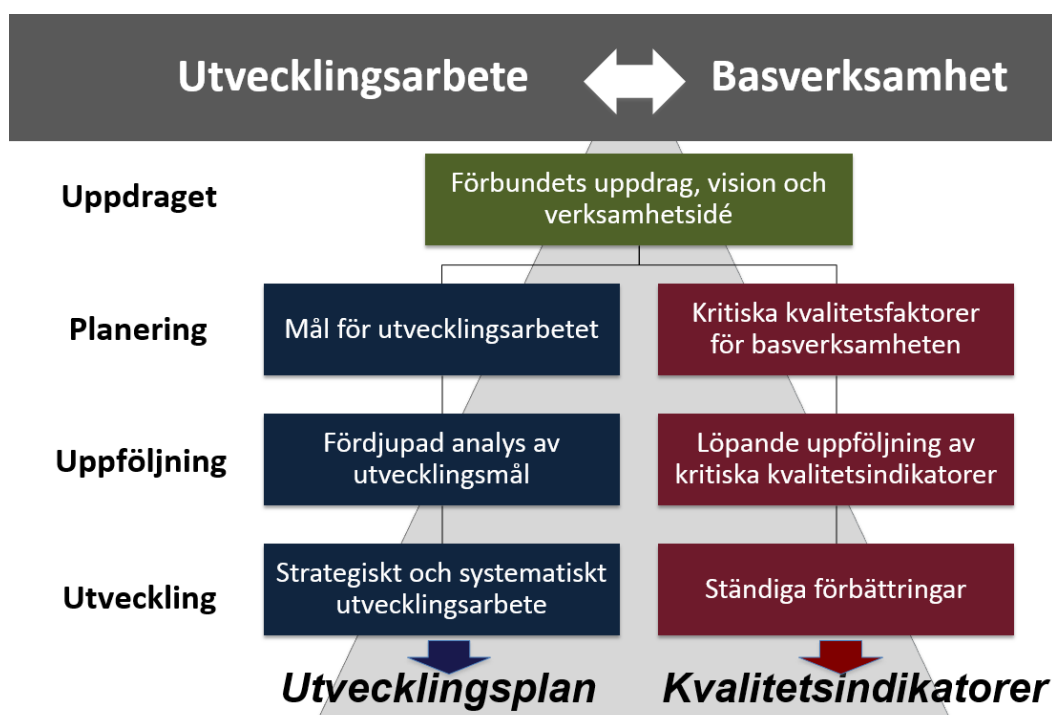 Utvecklingsarbete
Basverksamhet
Uppdraget
Förbundets uppdrag, vision och
verksamhetsidé
Planering
Mål för utvecklingsarbetet
Kritiska kvalitetsfaktorer
för basverksamheten
Uppföljning
Fördjupad analys av
utvecklingsmål
Löpande uppföljning av
kritiska kvalitetsindikatorer
Utveckling
Strategiskt och systematiskt
utvecklingsarbete
Ständiga förbättringar
Utvecklingsplan
Kvalitetsindikatorer